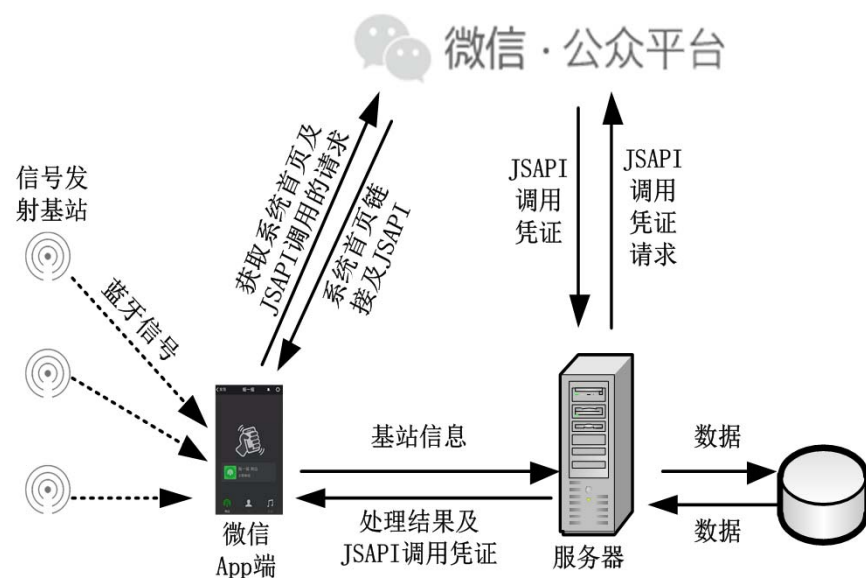 微信·公众平台
获取系统首页及
JSAPI调用的请求
系统首页链
接及JSAPI
JSAPI
调用
凭证
JSAPI
调用
凭证
请求
信号发
射基站
蓝牙信号
基站信息
数据
处理结果及
JSAPI调用凭证
数据
微信
App端
服务器